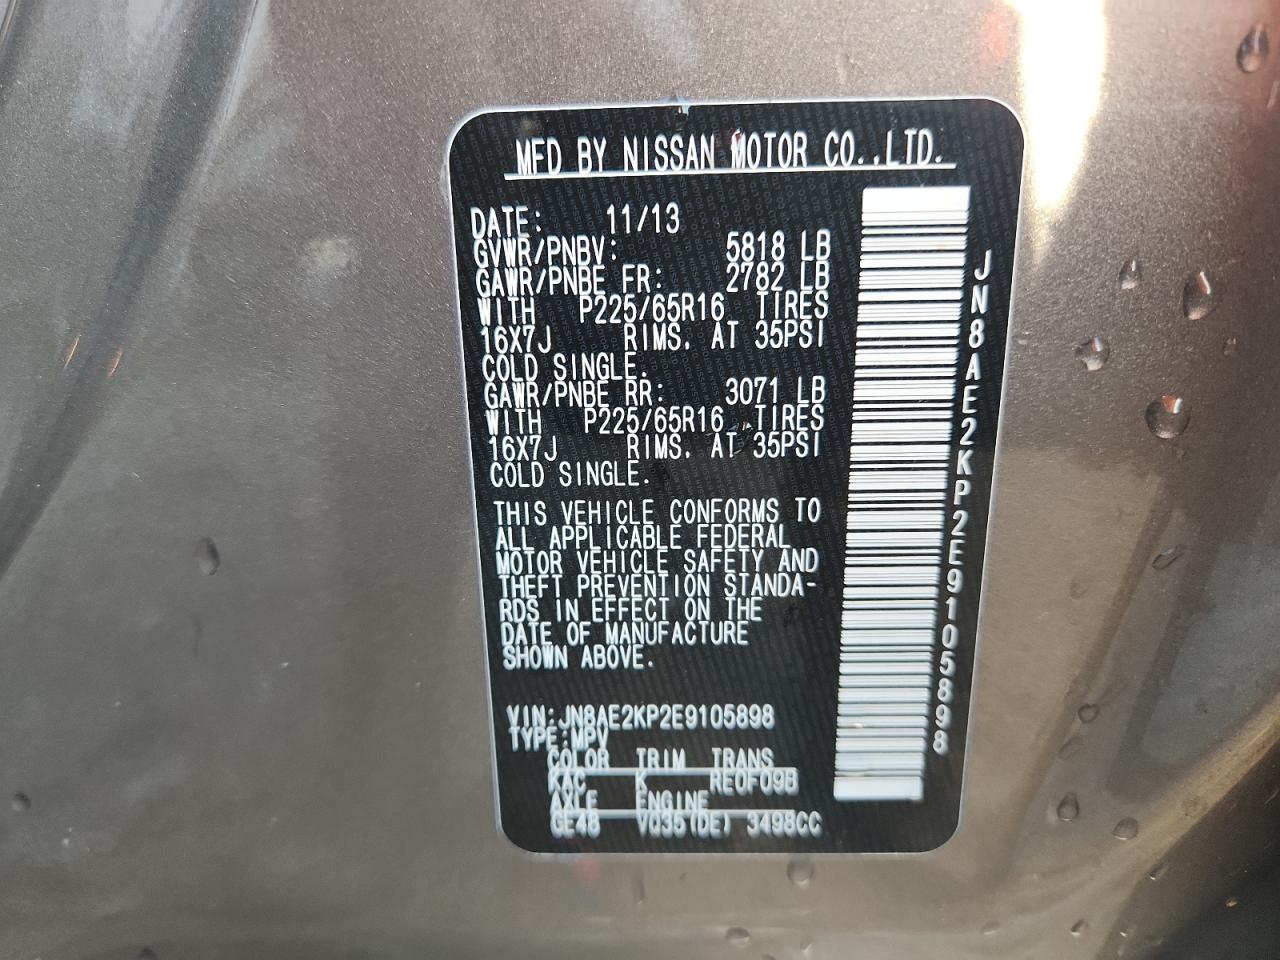 MFD BY NISSAN MOTOR CO.,LTD.
DATE: 11/13
GVWR/PNBV: 5818 LB
GAWR/PNBE FR: 2782 LB
WITH P225/65R16 TIRES
16X7J RIMS. AT 35PSI
COLD SINGLE.
GAWR/PNBE RR: 3071 LB
WITH P225/65R16 TIRES
16X7J RIMS. AT 35PSI
COLD SINGLE.
THIS VEHICLE CONFORMS TO
ALL APPLICABLE FEDERAL
MOTOR VEHICLE SAFETY AND
THEFT PREVENTION STANDA-
RDS IN EFFECT ON THE
DATE OF MANUFACTURE
SHOWN ABOVE.
VIN:JN8AE2KP2E9105898
TYPE:MPV
COLOR TRIM TRANS
KAC K RE0F09B
AXLE ENGINE
GE48 VQ35(DE) 3498CC
JN8AE2KP2E9105898